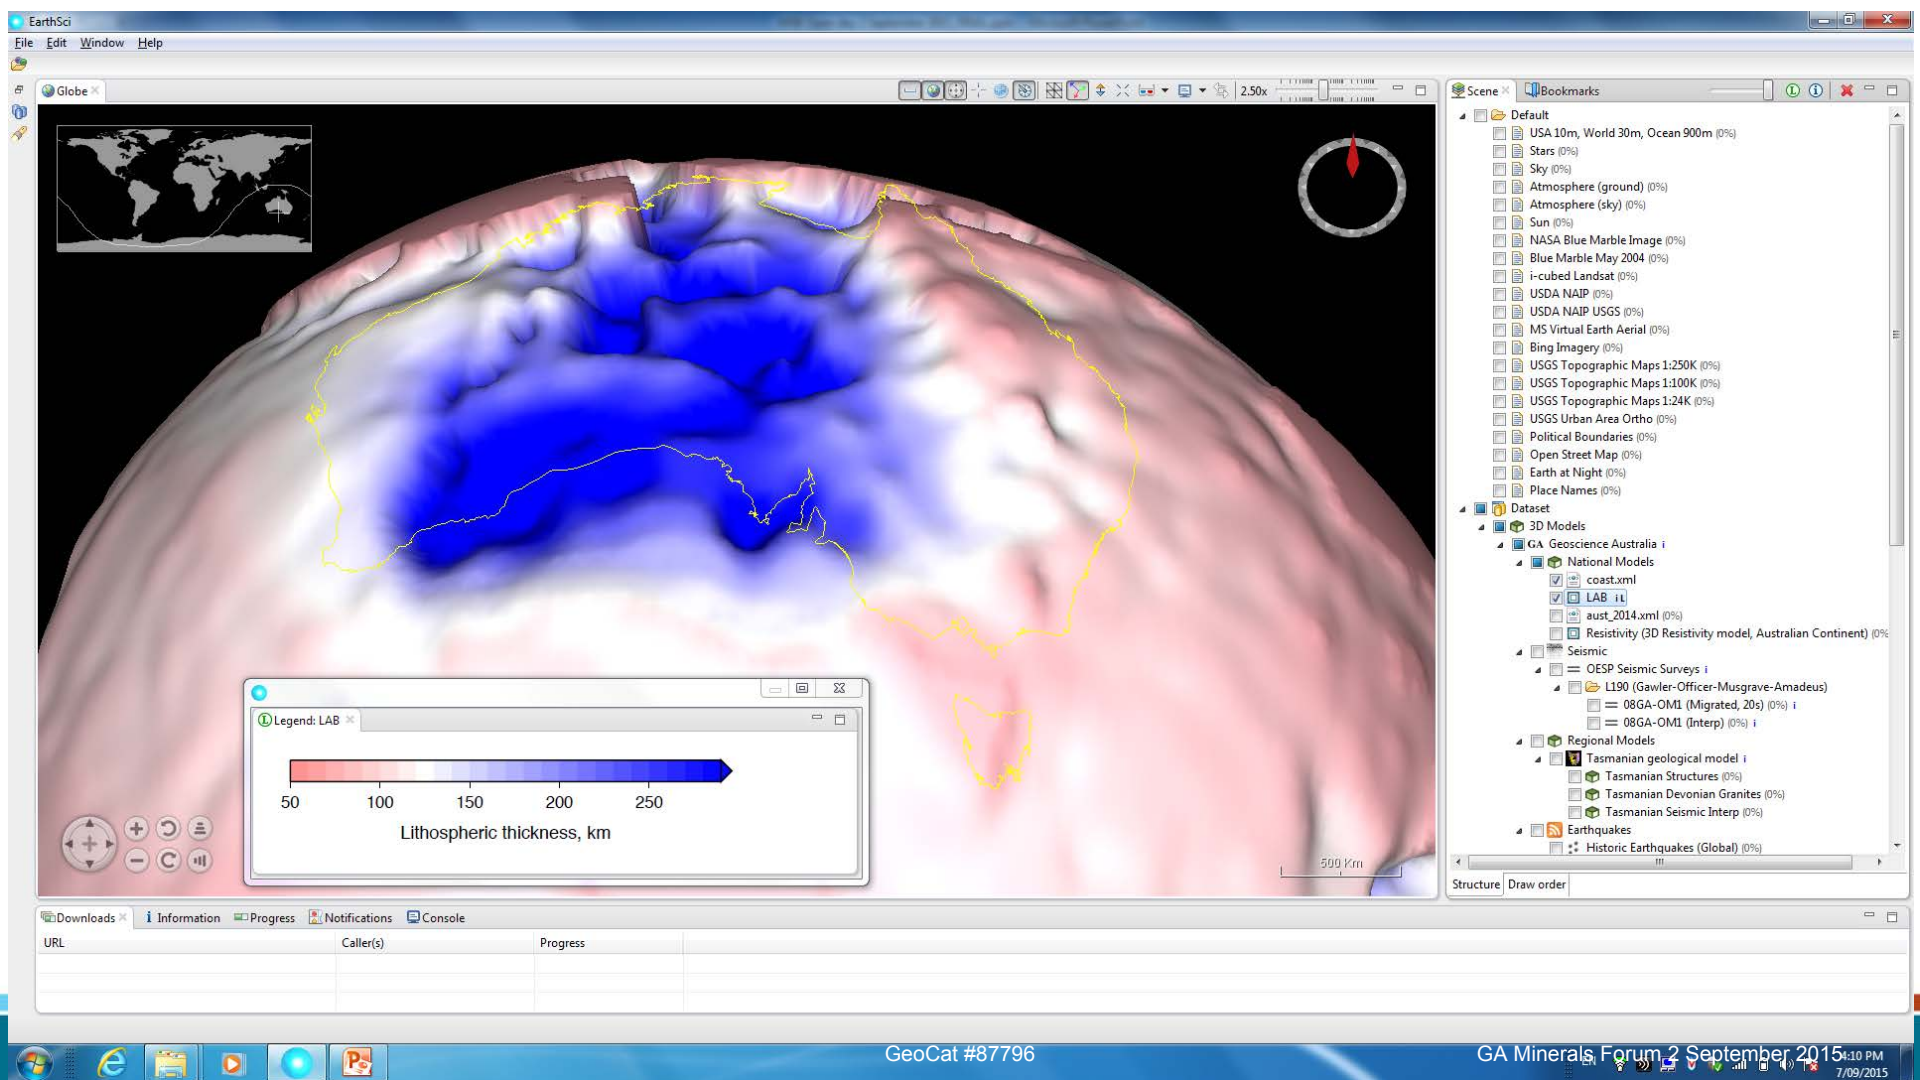 EarthSci
File Edit Window Help
Globe
2.50x
500 Km
Legend: LAB
50 100 150 200 250
Lithospheric thickness, km
Scene Bookmarks
Default
USA 10m, World 30m, Ocean 900m (0%)
Stars (0%)
Sky (0%)
Atmosphere (ground) (0%)
Atmosphere (sky) (0%)
Sun (0%)
NASA Blue Marble Image (0%)
Blue Marble May 2004 (0%)
i-cubed Landsat (0%)
USDA NAIP (0%)
USDA NAIP USGS (0%)
MS Virtual Earth Aerial (0%)
Bing Imagery (0%)
USGS Topographic Maps 1:250K (0%)
USGS Topographic Maps 1:100K (0%)
USGS Topographic Maps 1:24K (0%)
USGS Urban Area Ortho (0%)
Political Boundaries (0%)
Open Street Map (0%)
Earth at Night (0%)
Place Names (0%)
Dataset
3D Models
GA Geoscience Australia i
National Models
coast.xml
LAB i L
aust_2014.xml (0%)
Resistivity (3D Resistivity model, Australian Continent) (0%
Seismic
OESP Seismic Surveys i
L190 (Gawler-Officer-Musgrave-Amadeus)
08GA-OM1 (Migrated, 20s) (0%) i
08GA-OM1 (Interp) (0%) i
Regional Models
Tasmanian geological model i
Tasmanian Structures (0%)
Tasmanian Devonian Granites (0%)
Tasmanian Seismic Interp (0%)
Earthquakes
Historic Earthquakes (Global) (0%)
Structure Draw order
Downloads Information Progress Notifications Console
URL Caller(s) Progress
GeoCat #87796
GA Minerals Forum 2 September 2015
EN
4:10 PM
7/09/2015